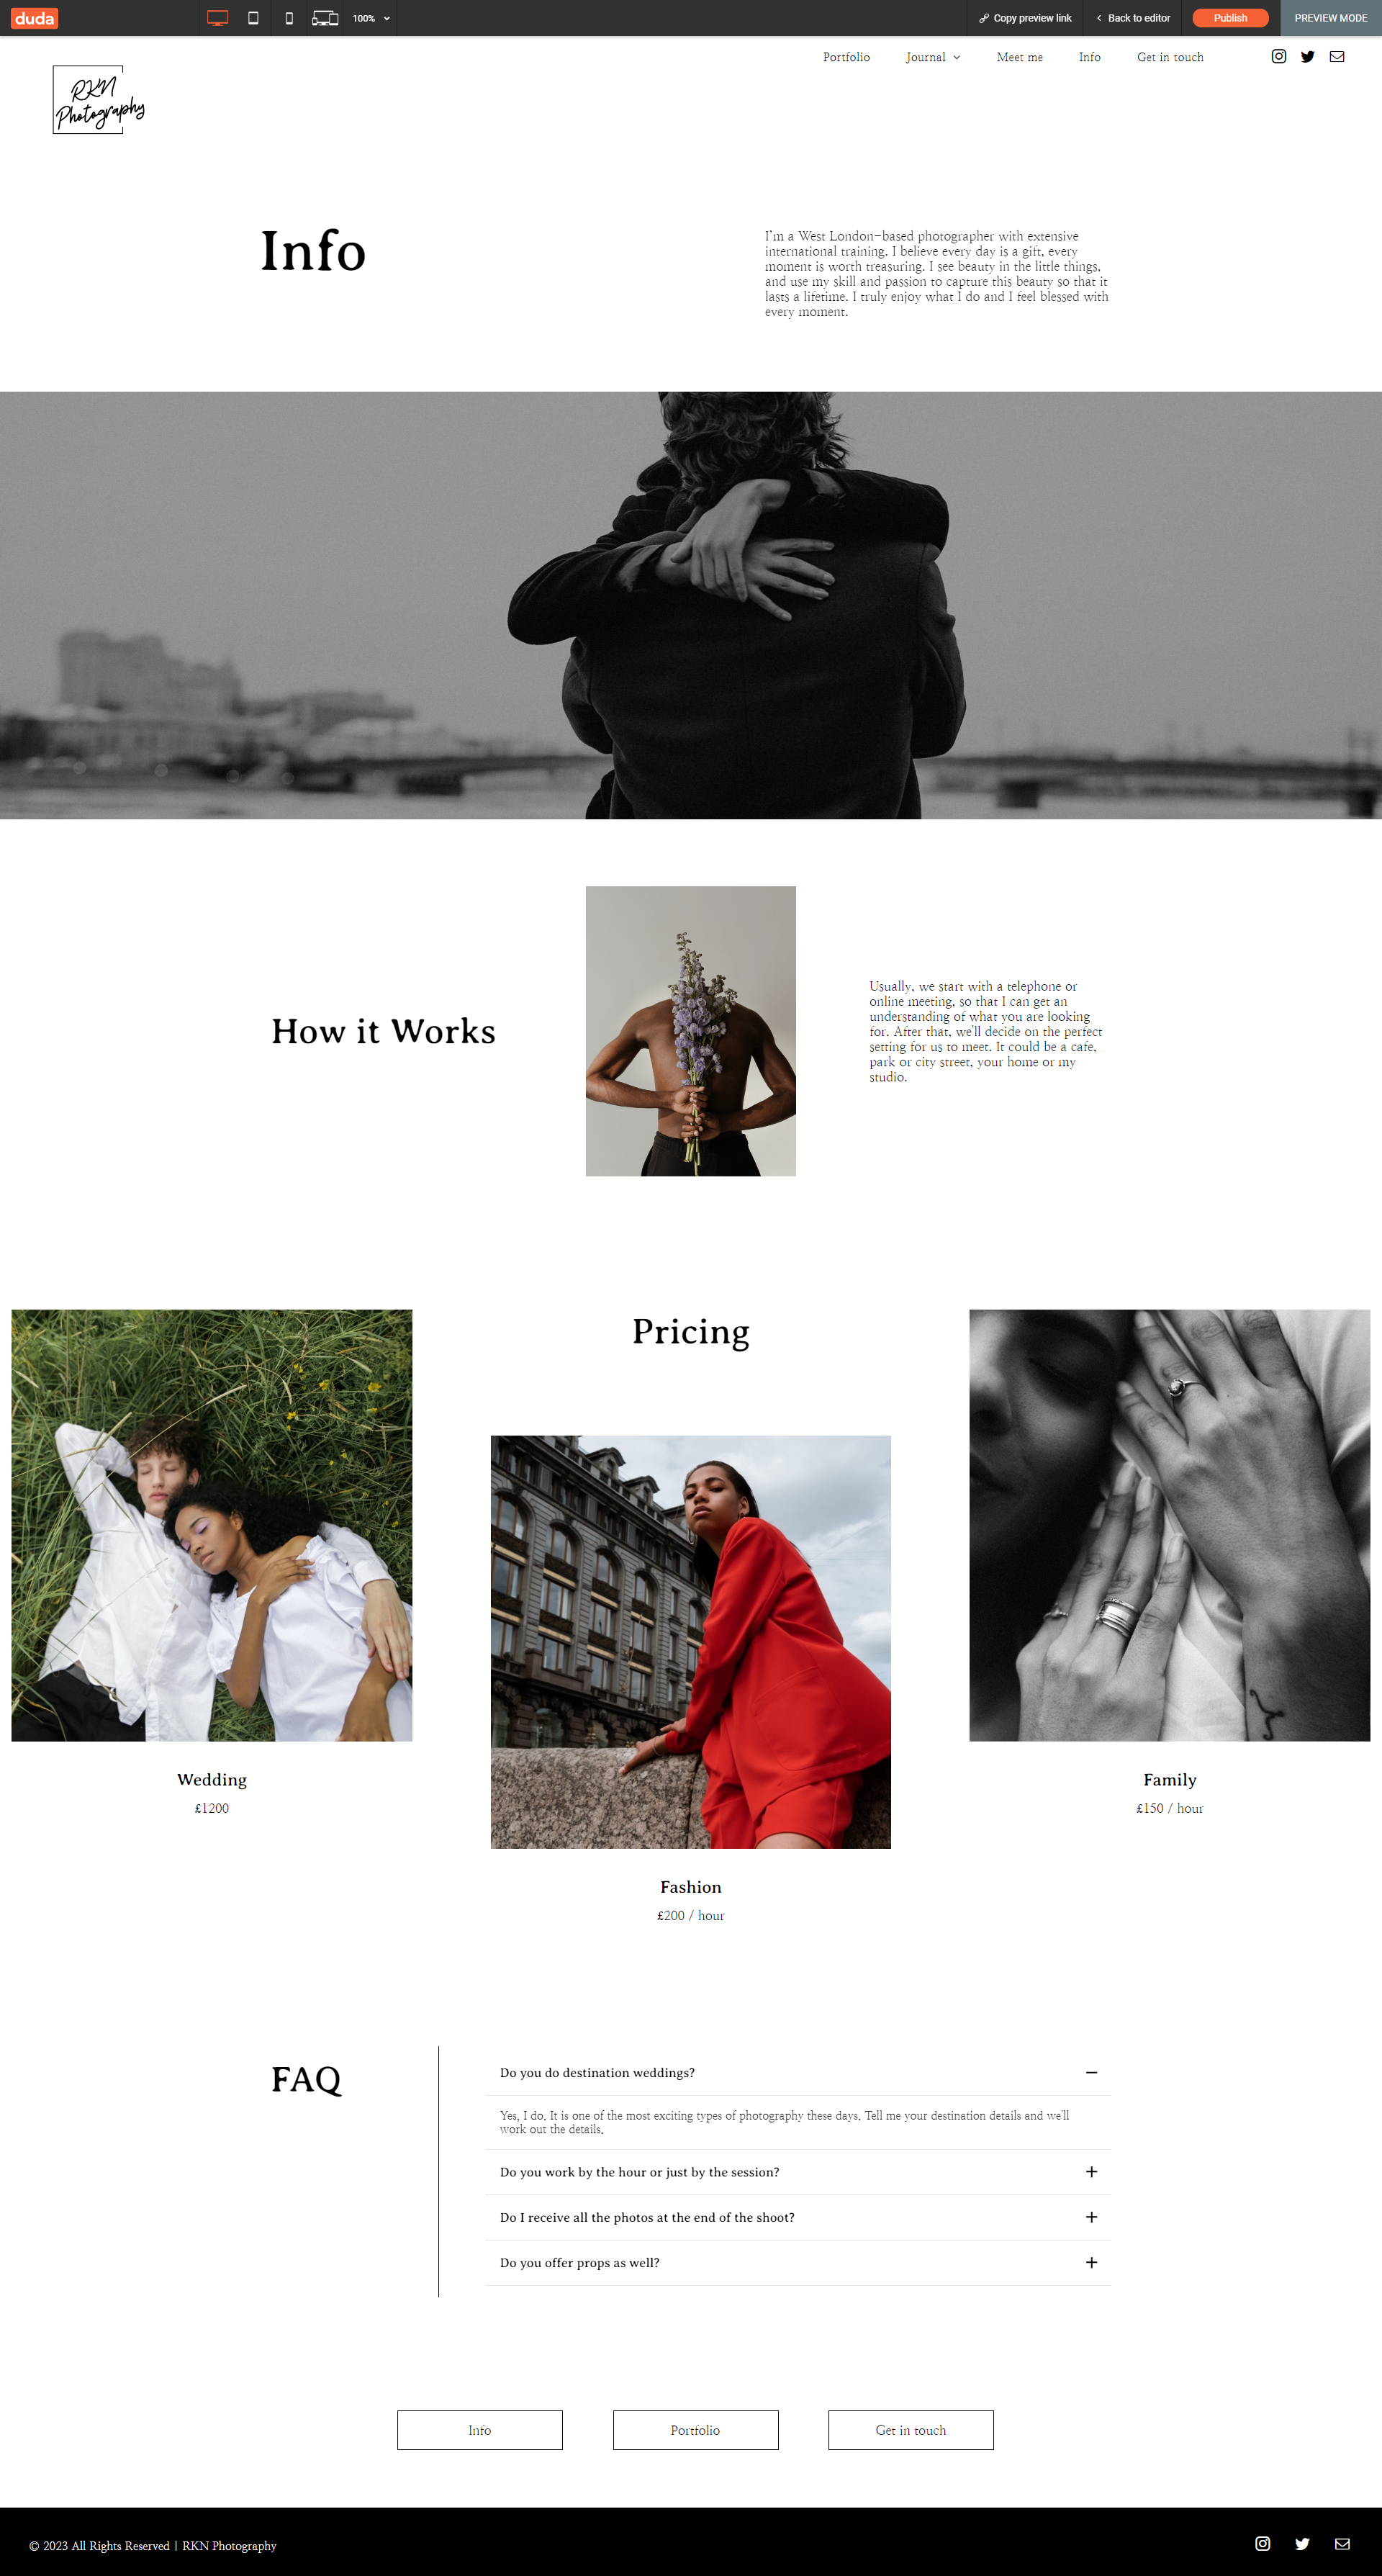 duda
100%
Copy preview link
Back to editor
Publish
PREVIEW MODE
Portfolio
Journal
Meet me
Info
Get in touch
RKN
Photography
Info
I'm a West London-based photographer with extensive
international training. I believe every day is a gift, every
moment is worth treasuring. I see beauty in the little things,
and use my skill and passion to capture this beauty so that it
lasts a lifetime. I truly enjoy what I do and I feel blessed with
every moment.
How it Works
Usually, we start with a telephone or
online meeting, so that I can get an
understanding of what you are looking
for. After that, we'll decide on the perfect
setting for us to meet. It could be a cafe,
park or city street, your home or my
studio.
Pricing
Wedding
£1200
Fashion
£200 / hour
Family
£150 / hour
FAQ
Do you do destination weddings?
Yes, I do. It is one of the most exciting types of photography these days. Tell me your destination details and we'll
work out the details.
Do you work by the hour or just by the session?
Do I receive all the photos at the end of the shoot?
Do you offer props as well?
Info
Portfolio
Get in touch
© 2023 All Rights Reserved | RKN Photography